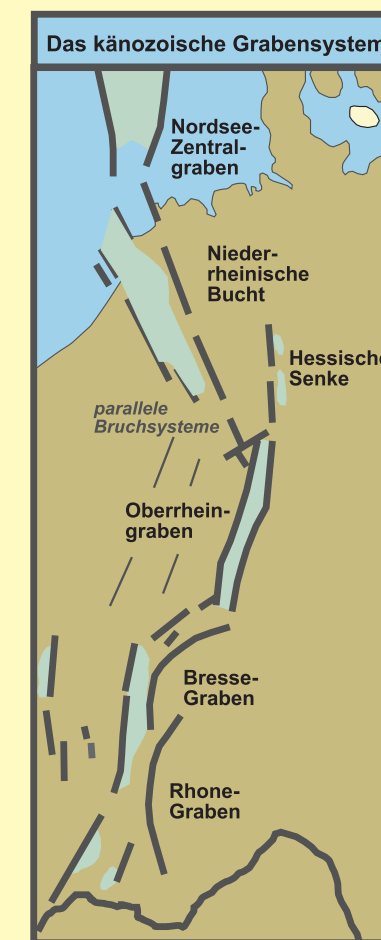 Das känozoische Grabensystem
Nordsee-
Zentral-
graben
Nieder-
rheinische
Bucht
Hessische
Senke
parallele
Bruchsysteme
Oberrhein-
graben
Bresse-
Graben
Rhone-
Graben